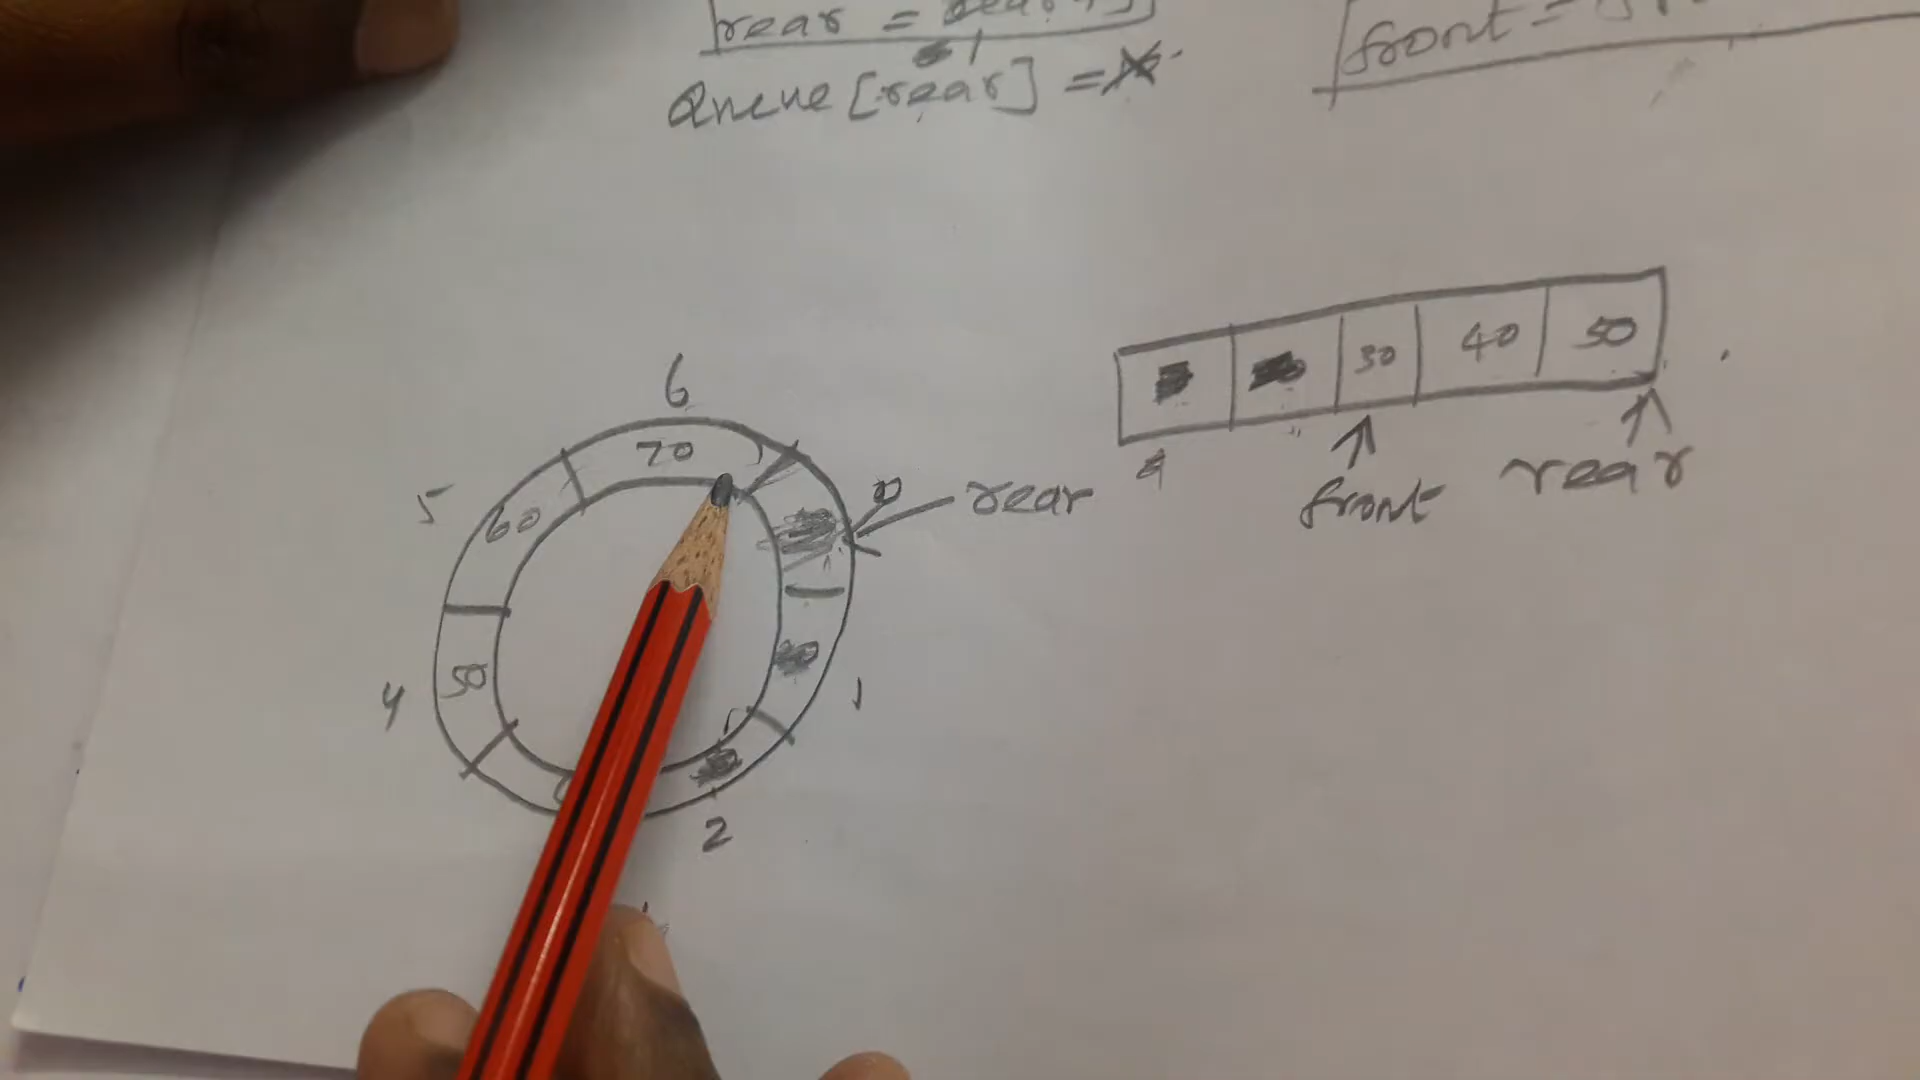 rear =
front =
Queue [rear] =
6
30 40 50
70
5 60 0 rear
front rear
50
4 1
2